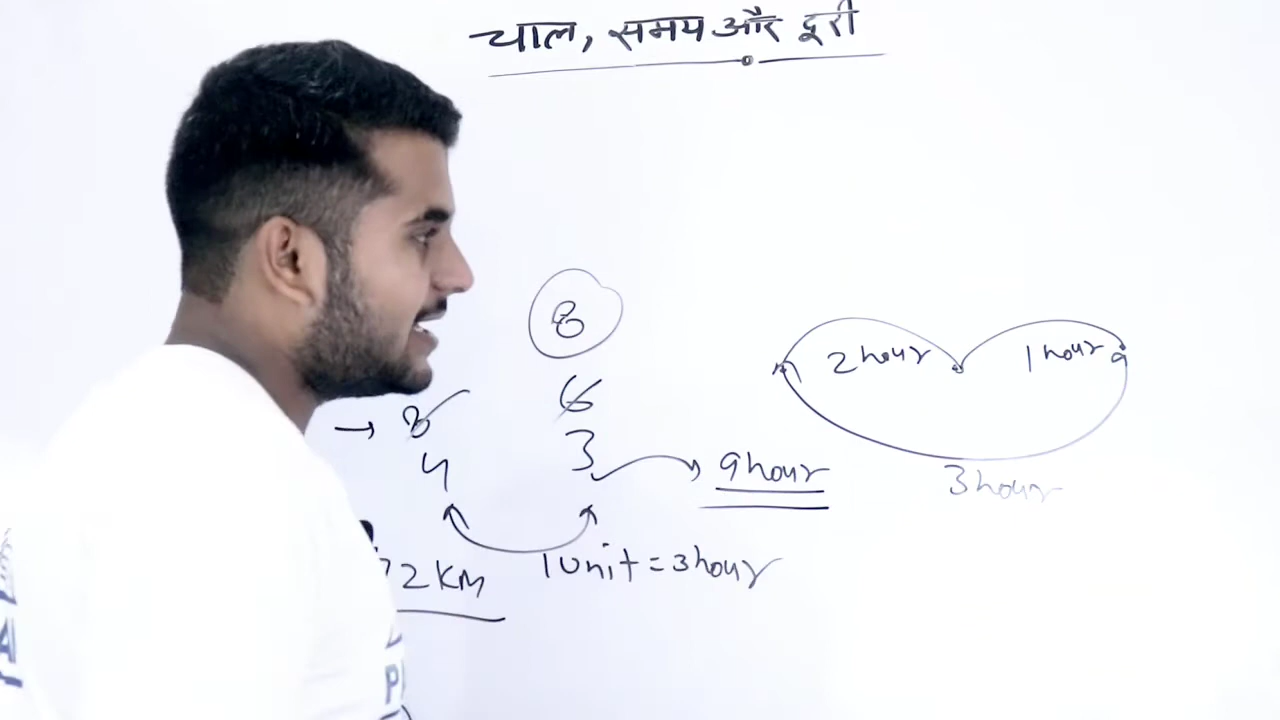 चाल, समय और दूरी
8
2 hour 1 hour
6
→ 8
3
4
9 hour
3 hour
1 Unit = 3 hour
72 KM